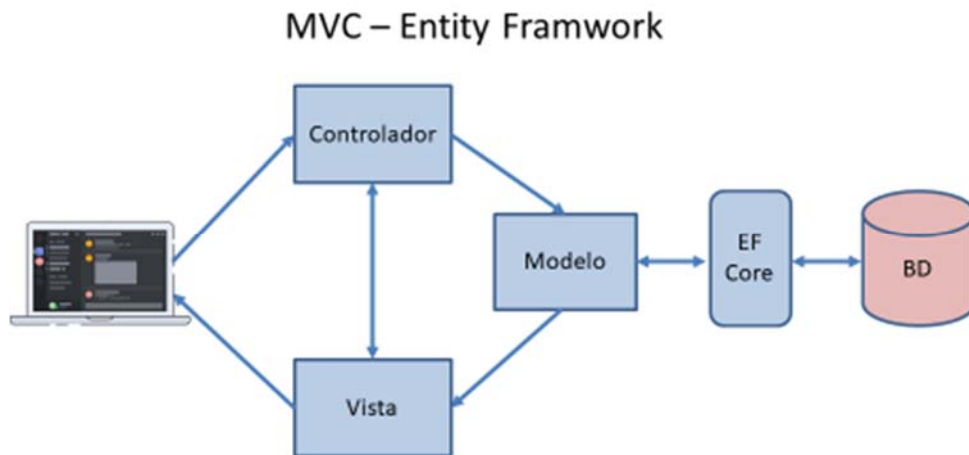 MVC – Entity Framwork
Controlador
Modelo
EF
Core
BD
Vista